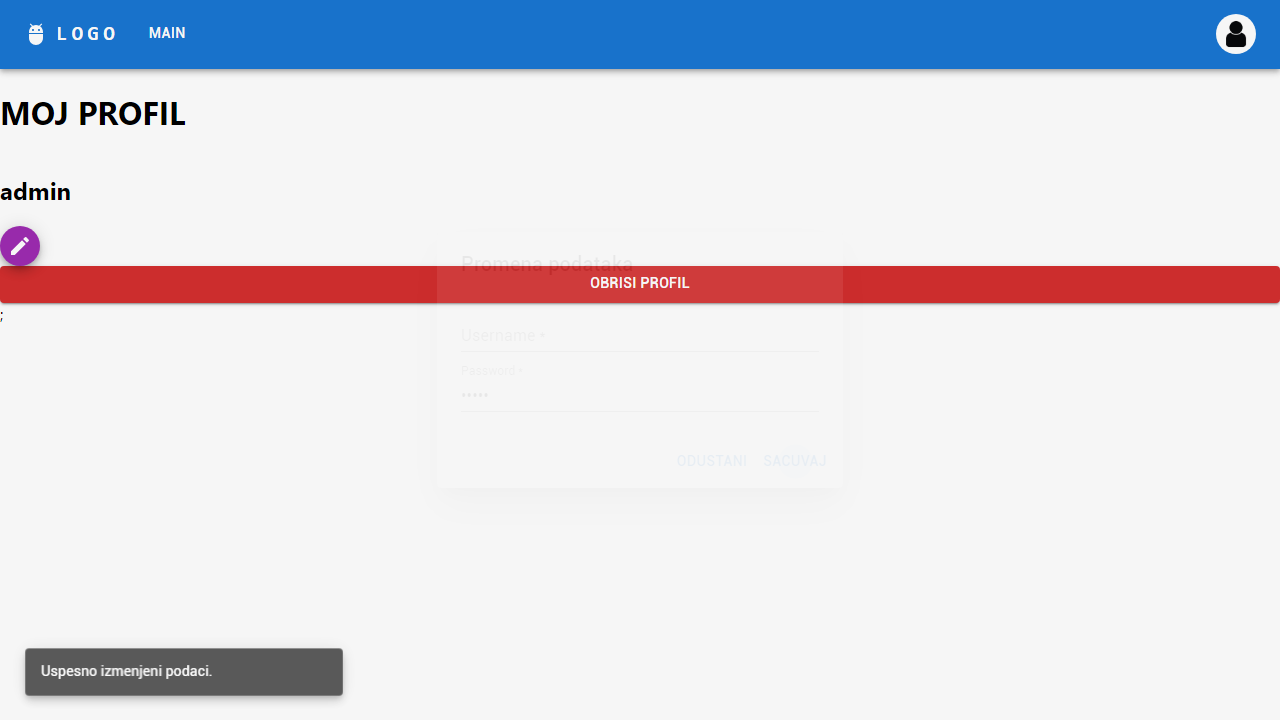 LOGO MAIN
MOJ PROFIL
admin
Promena podataka
OBRISI PROFIL
;
Username *
Password *
•••••
ODUSTANI SACUVAJ
Uspesno izmenjeni podaci.